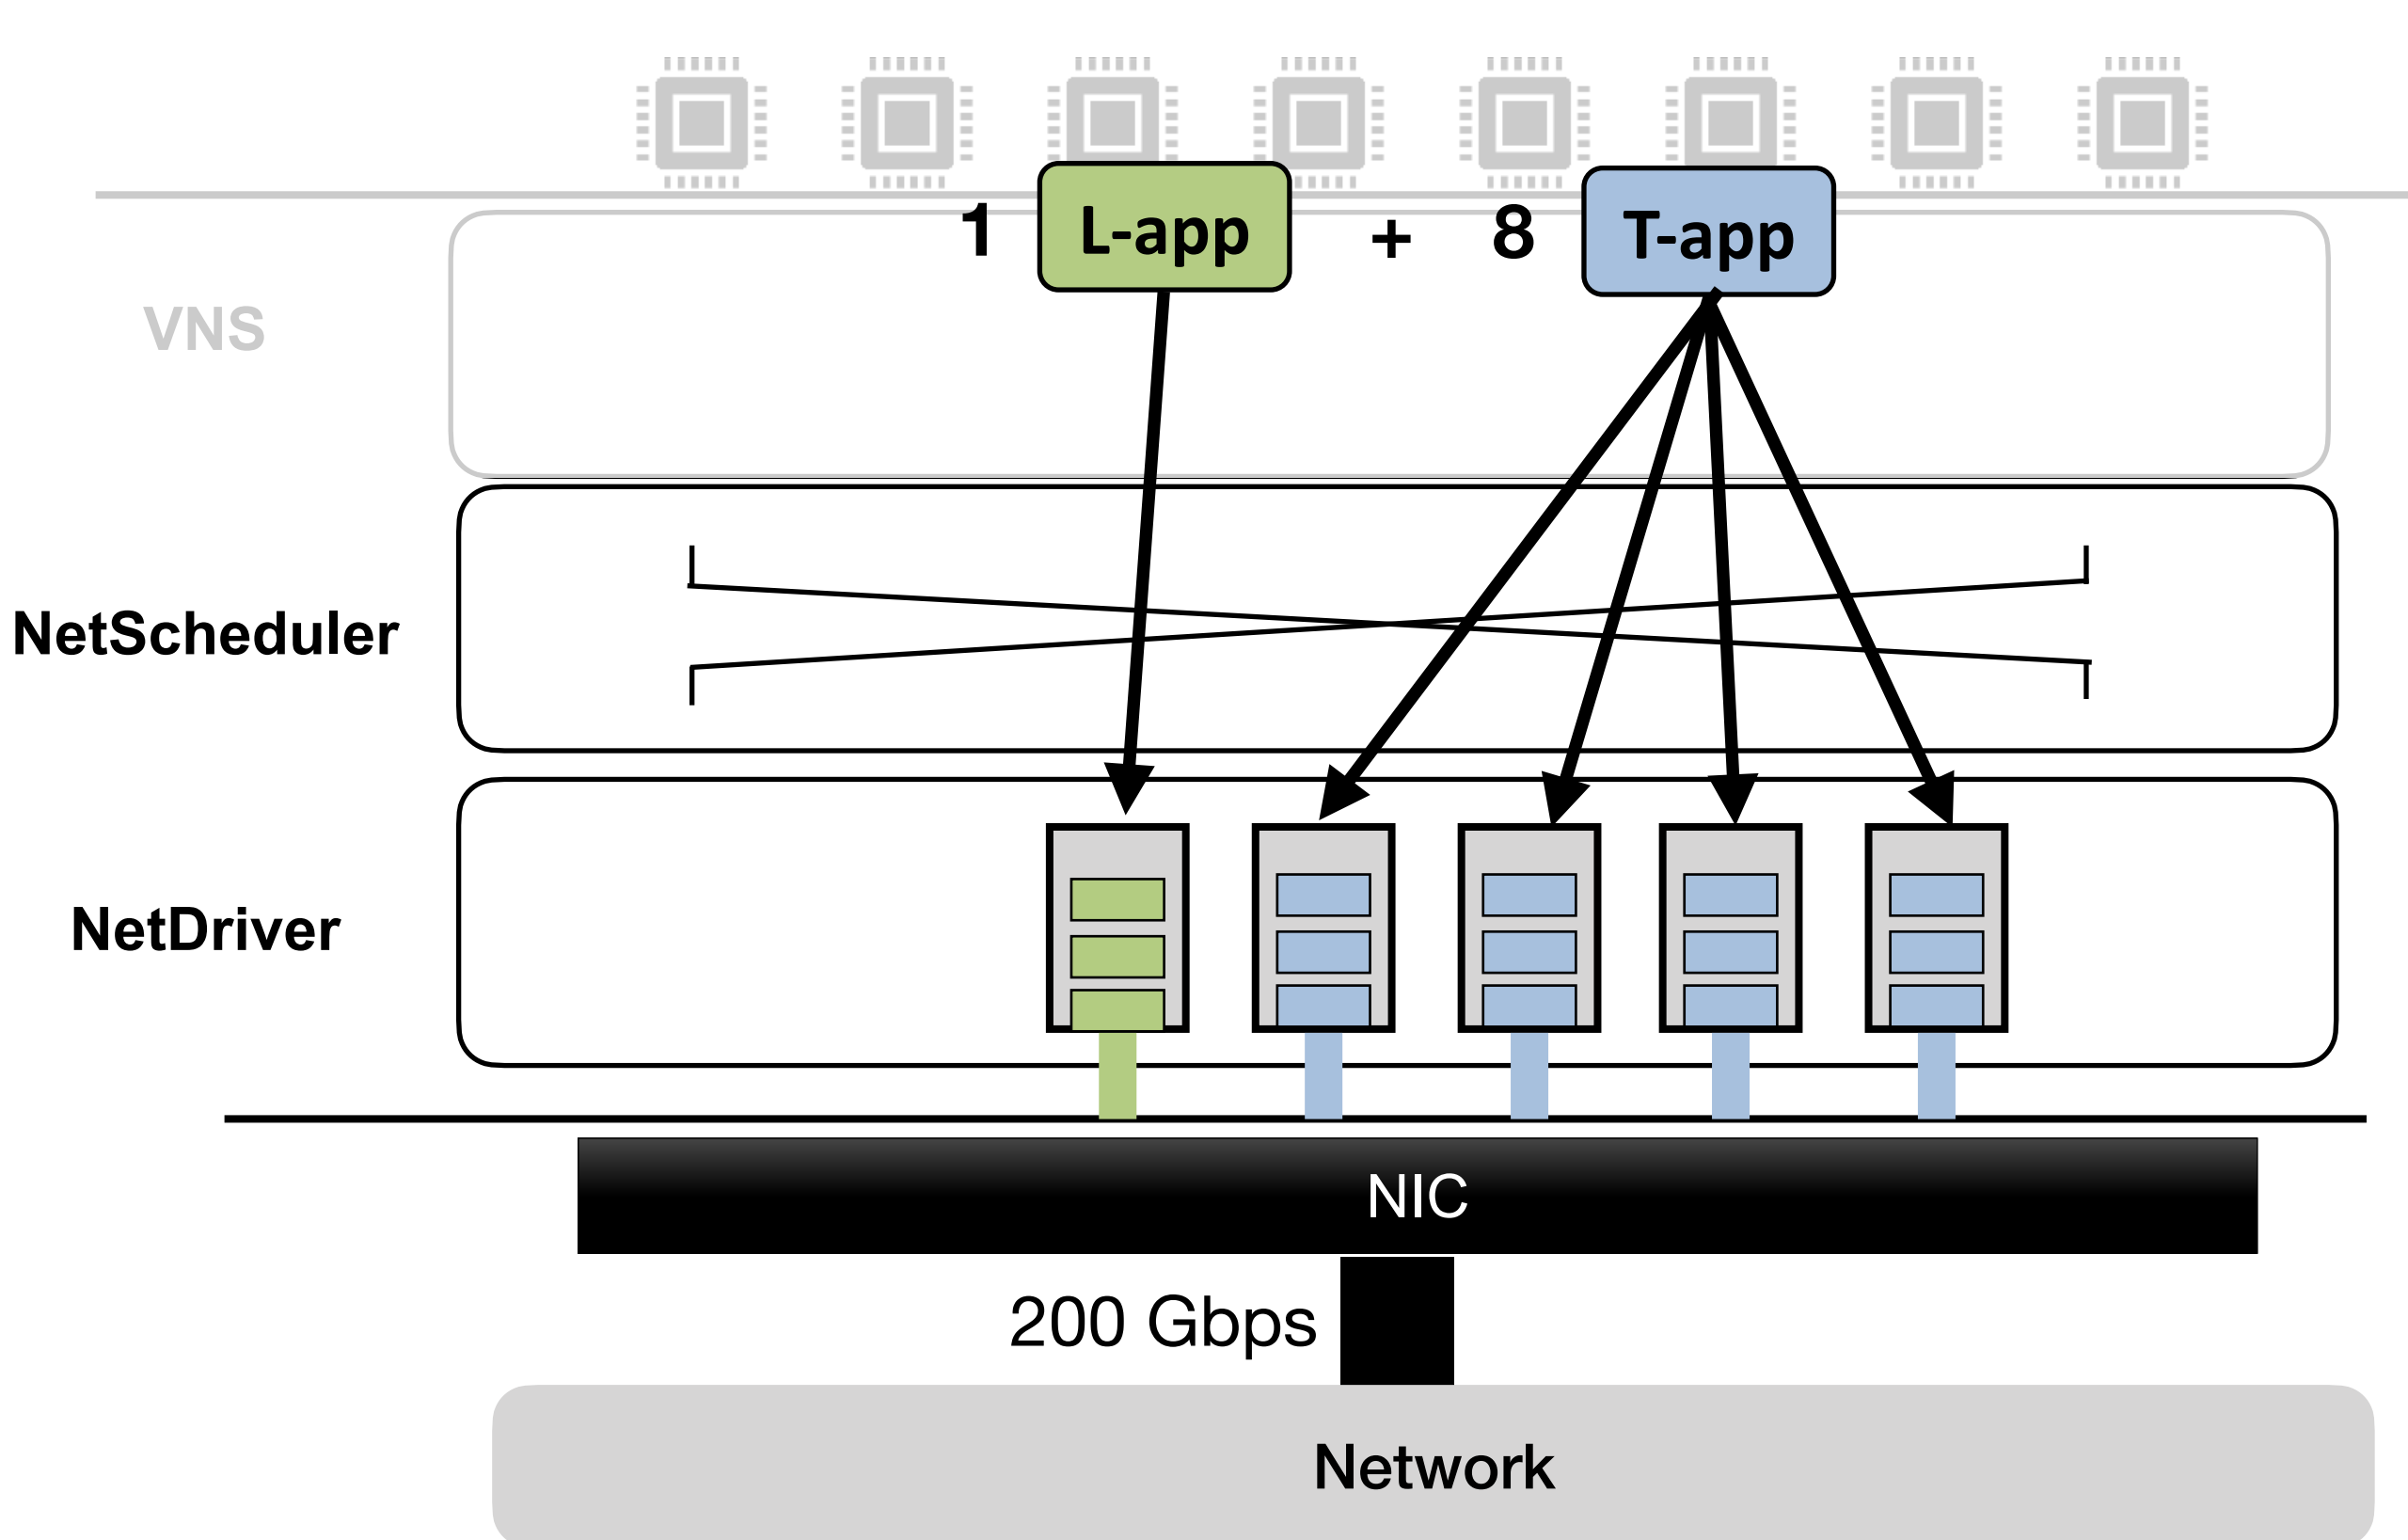 1 L-app + 8 T-app
VNS
NetScheduler
NetDriver
NIC
200 Gbps
Network